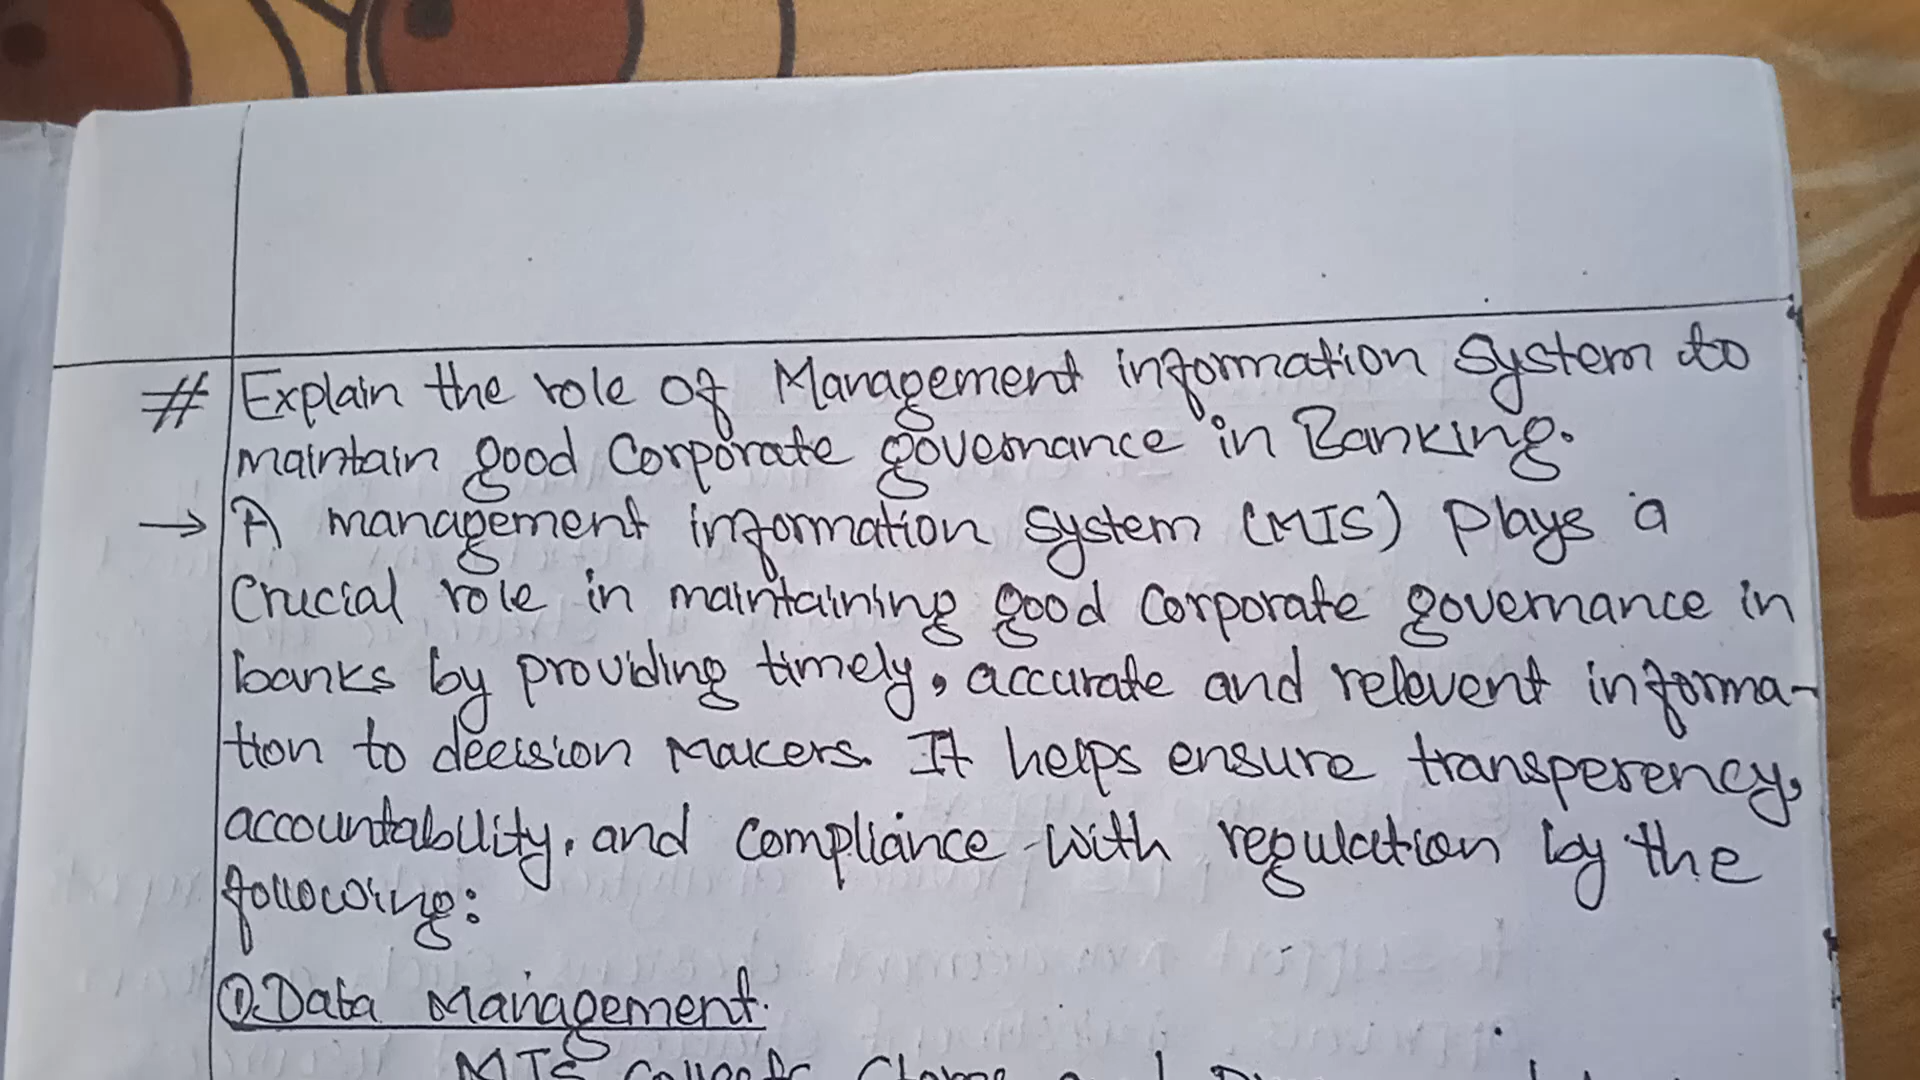 # Explain the role of Management information System to
maintain good Corporate governance in Banking.
→ A management information System (MIS) Plays a
Crucial role in maintaining good Corporate governance in
banks by providing timely, accurate and relevent informa-
tion to decision makers. It helps ensure transperency,
accountability, and compliance with regulation by the
following:
①.Data Management.
MIS Collects